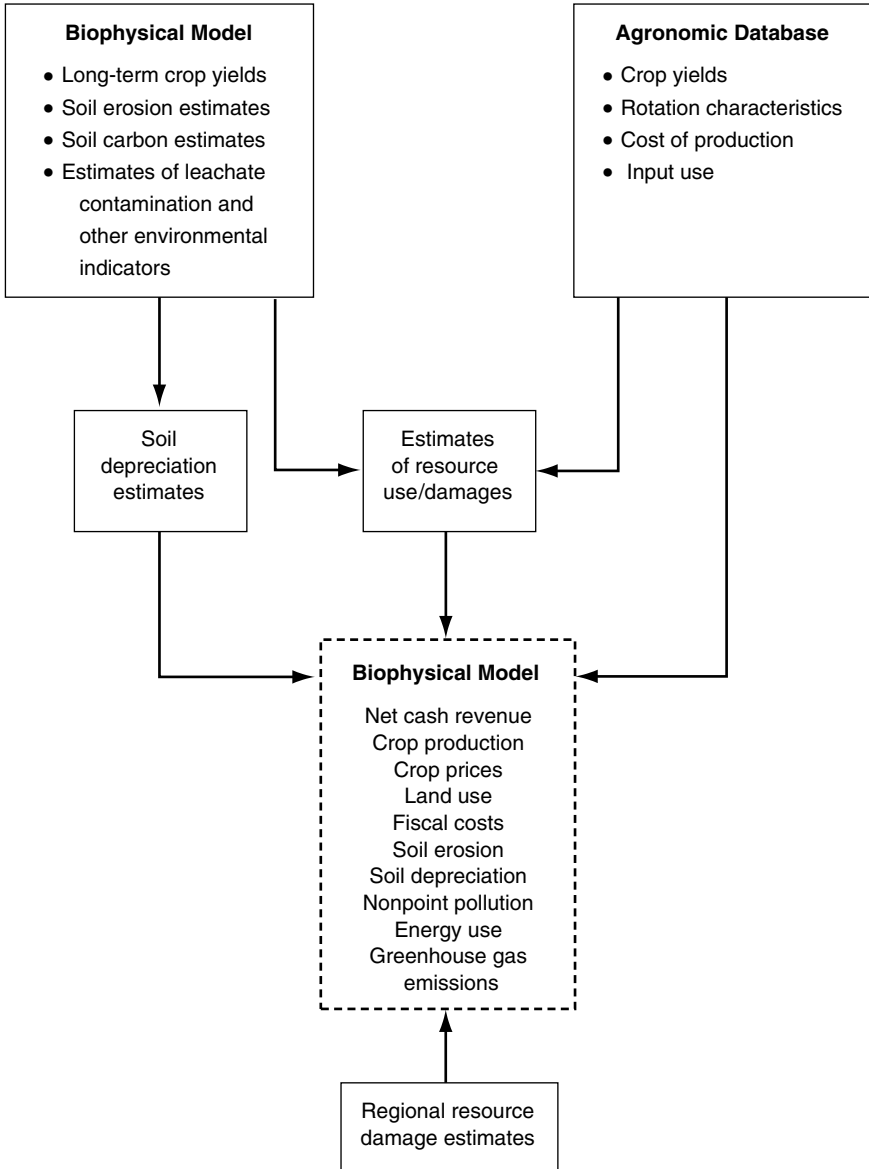 Biophysical Model
• Long-term crop yields
• Soil erosion estimates
• Soil carbon estimates
• Estimates of leachate
contamination and
other environmental
indicators
Agronomic Database
• Crop yields
• Rotation characteristics
• Cost of production
• Input use
Soil
depreciation
estimates
Estimates
of resource
use/damages
Biophysical Model
Net cash revenue
Crop production
Crop prices
Land use
Fiscal costs
Soil erosion
Soil depreciation
Nonpoint pollution
Energy use
Greenhouse gas
emissions
Regional resource
damage estimates